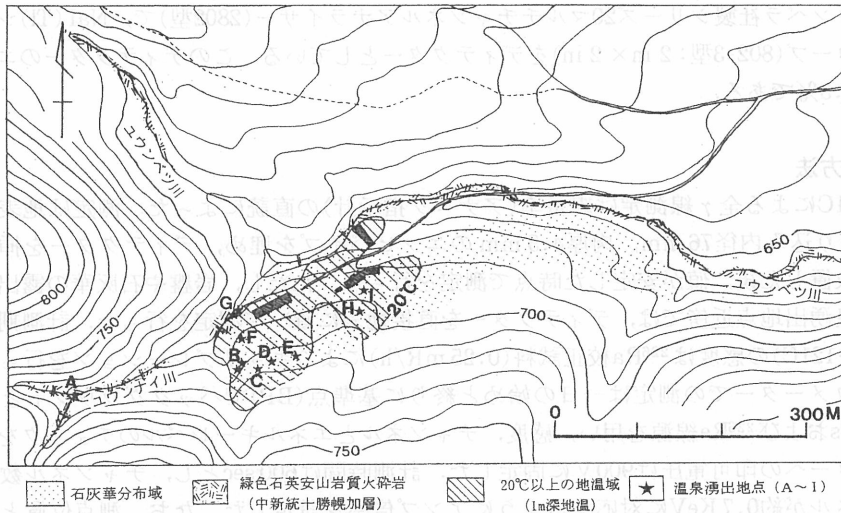 方法
ユウンベツ川
800
750
ユウンナイ川
A
G
F
B
D
E
C
H
I
20°C
700
650
ユウンベツ川
750
0
300M
石灰華分布域
緑色石英安山岩質火砕岩
(中新統十勝幌加層)
20℃以上の地温域
(1m深地温)
温泉湧出地点(A~I)